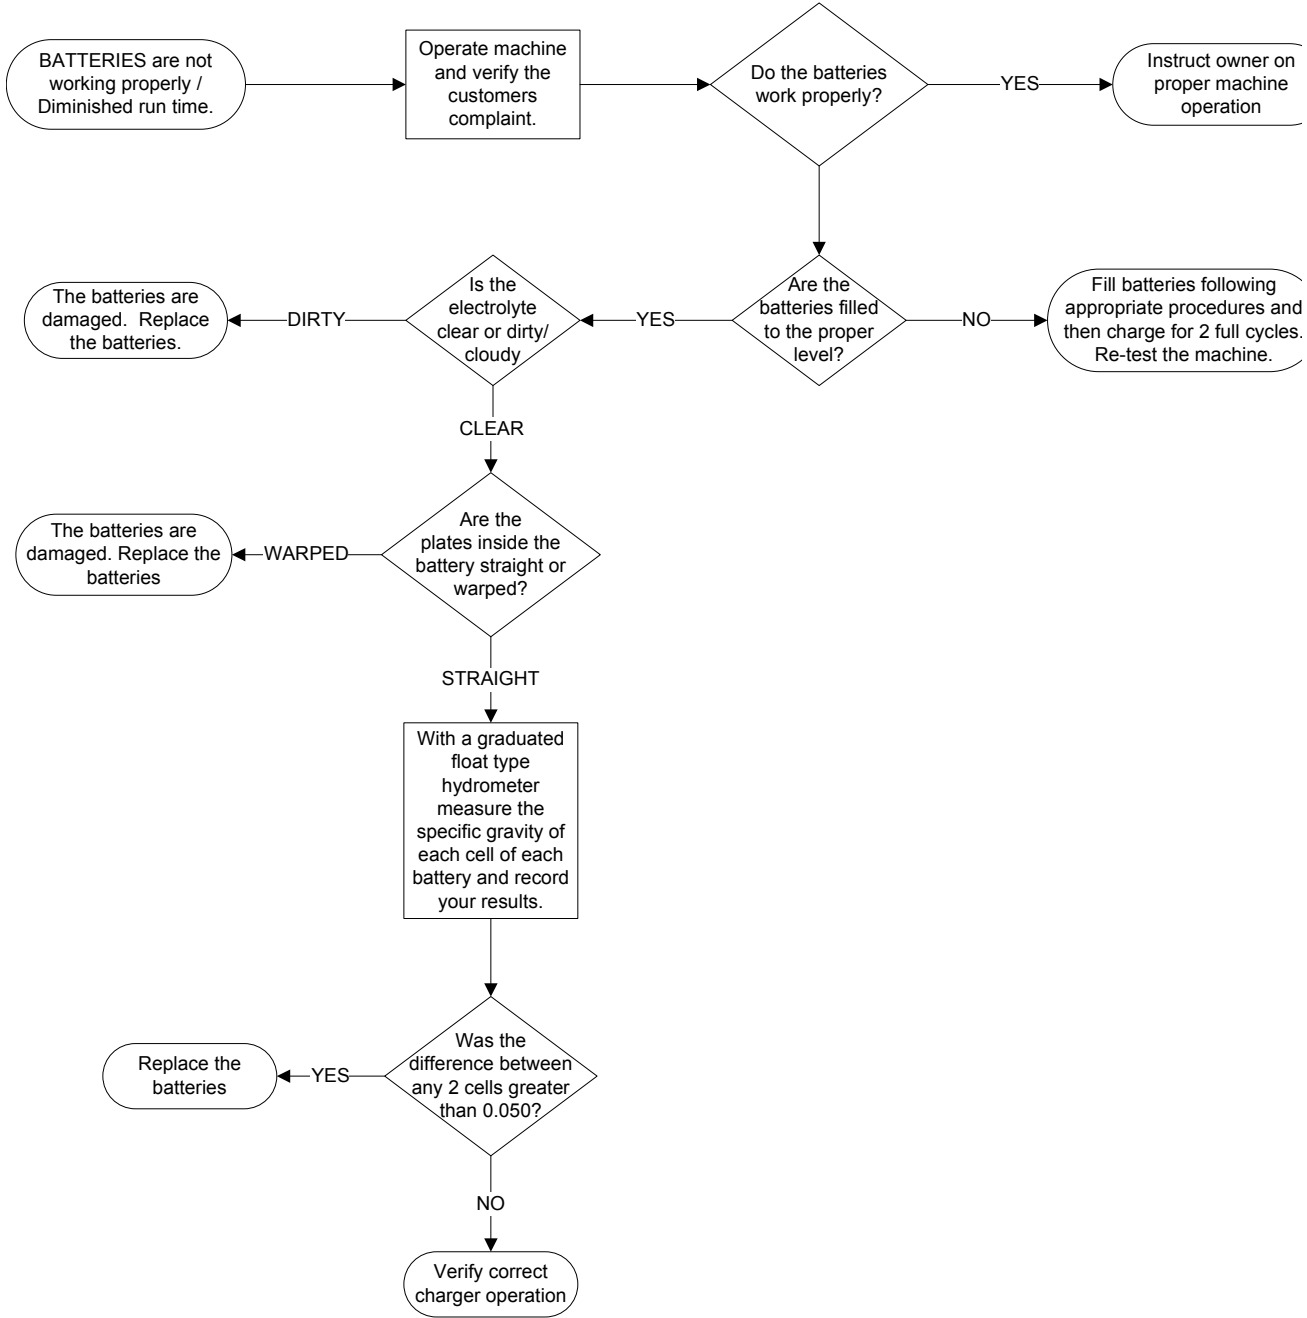 BATTERIES are not
working properly /
Diminished run time.
Operate machine
and verify the
customers
complaint.
Do the batteries
work properly?
YES
Instruct owner on
proper machine
operation
The batteries are
damaged.  Replace
the batteries.
DIRTY
Is the
electrolyte
clear or dirty/
cloudy
YES
Are the
batteries filled
to the proper
level?
NO
Fill batteries following
appropriate procedures and
then charge for 2 full cycles.
Re-test the machine.
CLEAR
The batteries are
damaged. Replace the
batteries
WARPED
Are the
plates inside the
battery straight or
warped?
STRAIGHT
With a graduated
float type
hydrometer
measure the
specific gravity of
each cell of each
battery and record
your results.
Replace the
batteries
YES
Was the
difference between
any 2 cells greater
than 0.050?
NO
Verify correct
charger operation